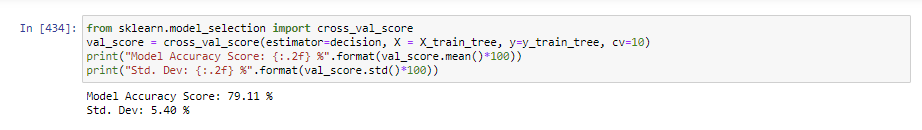 In [434]: from sklearn.model_selection import cross_val_score
val_score = cross_val_score(estimator=decision, X = X_train_tree, y=y_train_tree, cv=10)
print("Model Accuracy Score: {:.2f} %".format(val_score.mean()*100))
print("Std. Dev: {:.2f} %".format(val_score.std()*100))
Model Accuracy Score: 79.11 %
Std. Dev: 5.40 %